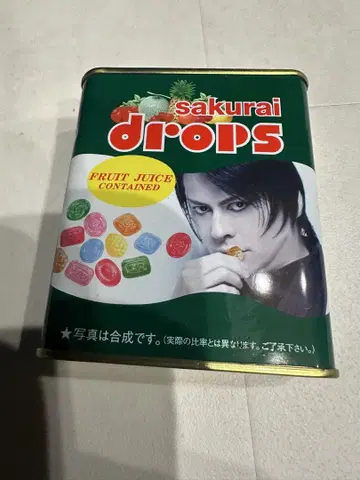 sakurai
drops
FRUIT JUICE
CONTAINED
★写真は合成です。(実際の比率とは異なります。ご了承下さい。)